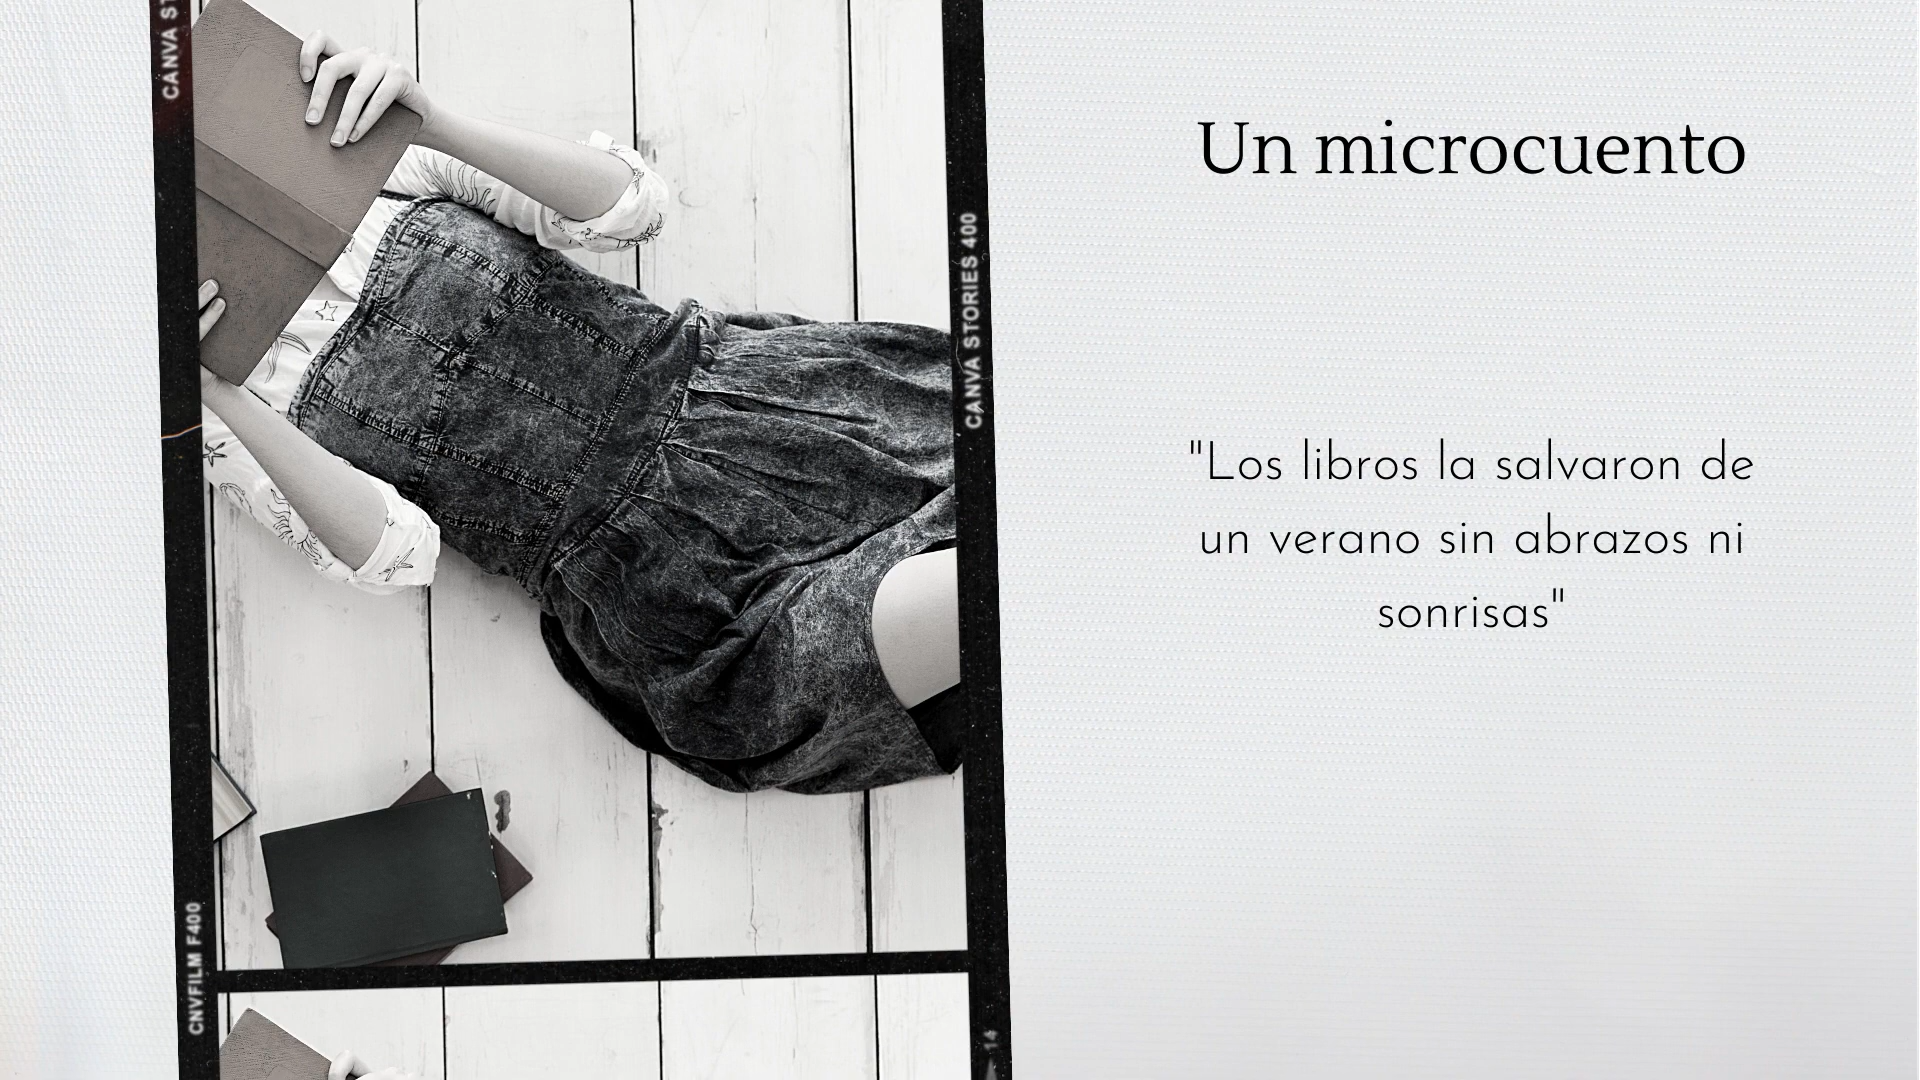 CANVA ST
Un microcuento
CANVA STORIES 400
"Los libros la salvaron de
un verano sin abrazos ni
sonrisas"
CNVFILM F400
14